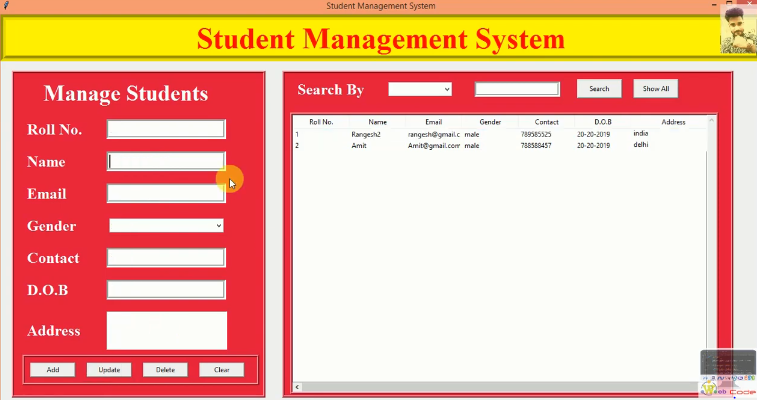 Student Management System
Student Management System
Manage Students
Roll No.
Name
Email
Gender
Contact
D.O.B
Address
Add Update Delete Clear
Search By Search Show All
Roll No. Name Email Gender Contact D.O.B Address
1 Rangesh2 rangesh@gmail.c male 789585525 20-20-2019 india
2 Amit Amit@gmail.com male 788588457 20-20-2019 delhi
Code